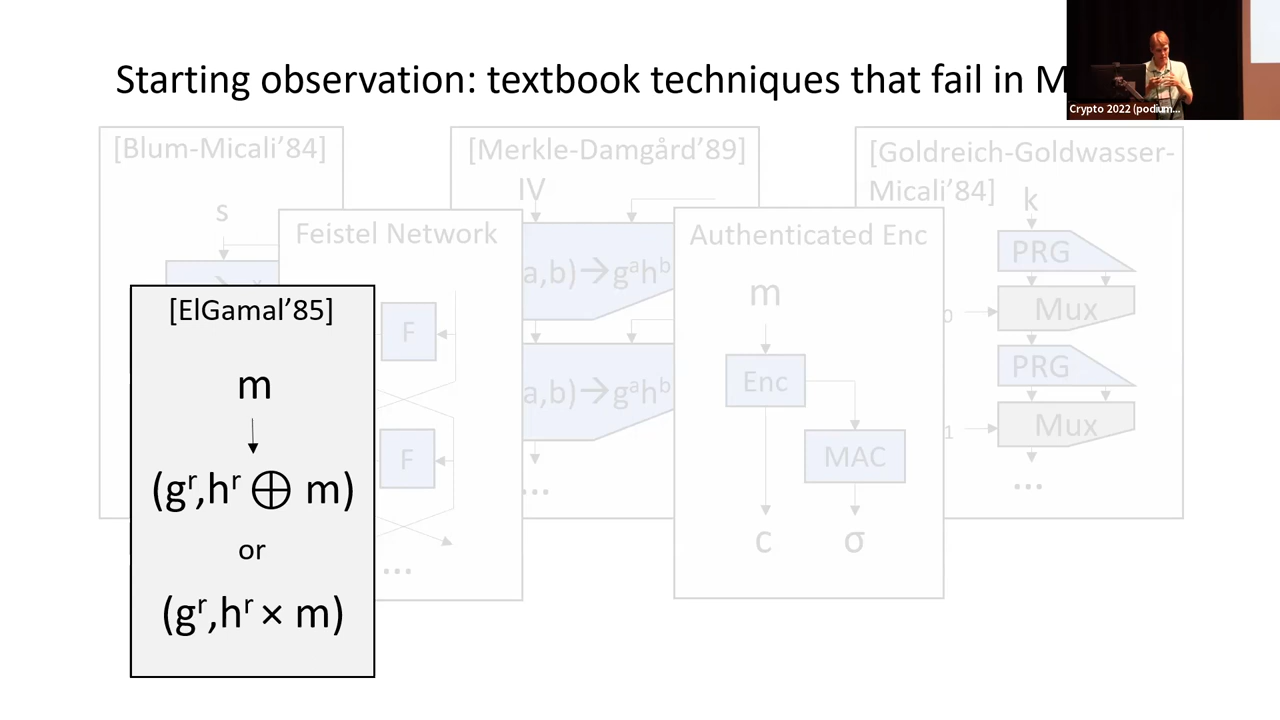 Starting observation: textbook techniques that fail in
Crypto 2022 (podium...
[Blum-Micali'84]
s
[Merkle-Damgård'89]
IV
a,b)→gᵃhᵇ
a,b)→gᵃhᵇ
...
[Goldreich-Goldwasser-
Micali'84]
k
PRG
0
Mux
PRG
1
Mux
...
Feistel Network
F
F
...
Authenticated Enc
m
Enc
MAC
c
σ
[ElGamal'85]
m
(gʳ,hʳ ⊕ m)
or
(gʳ,hʳ × m)